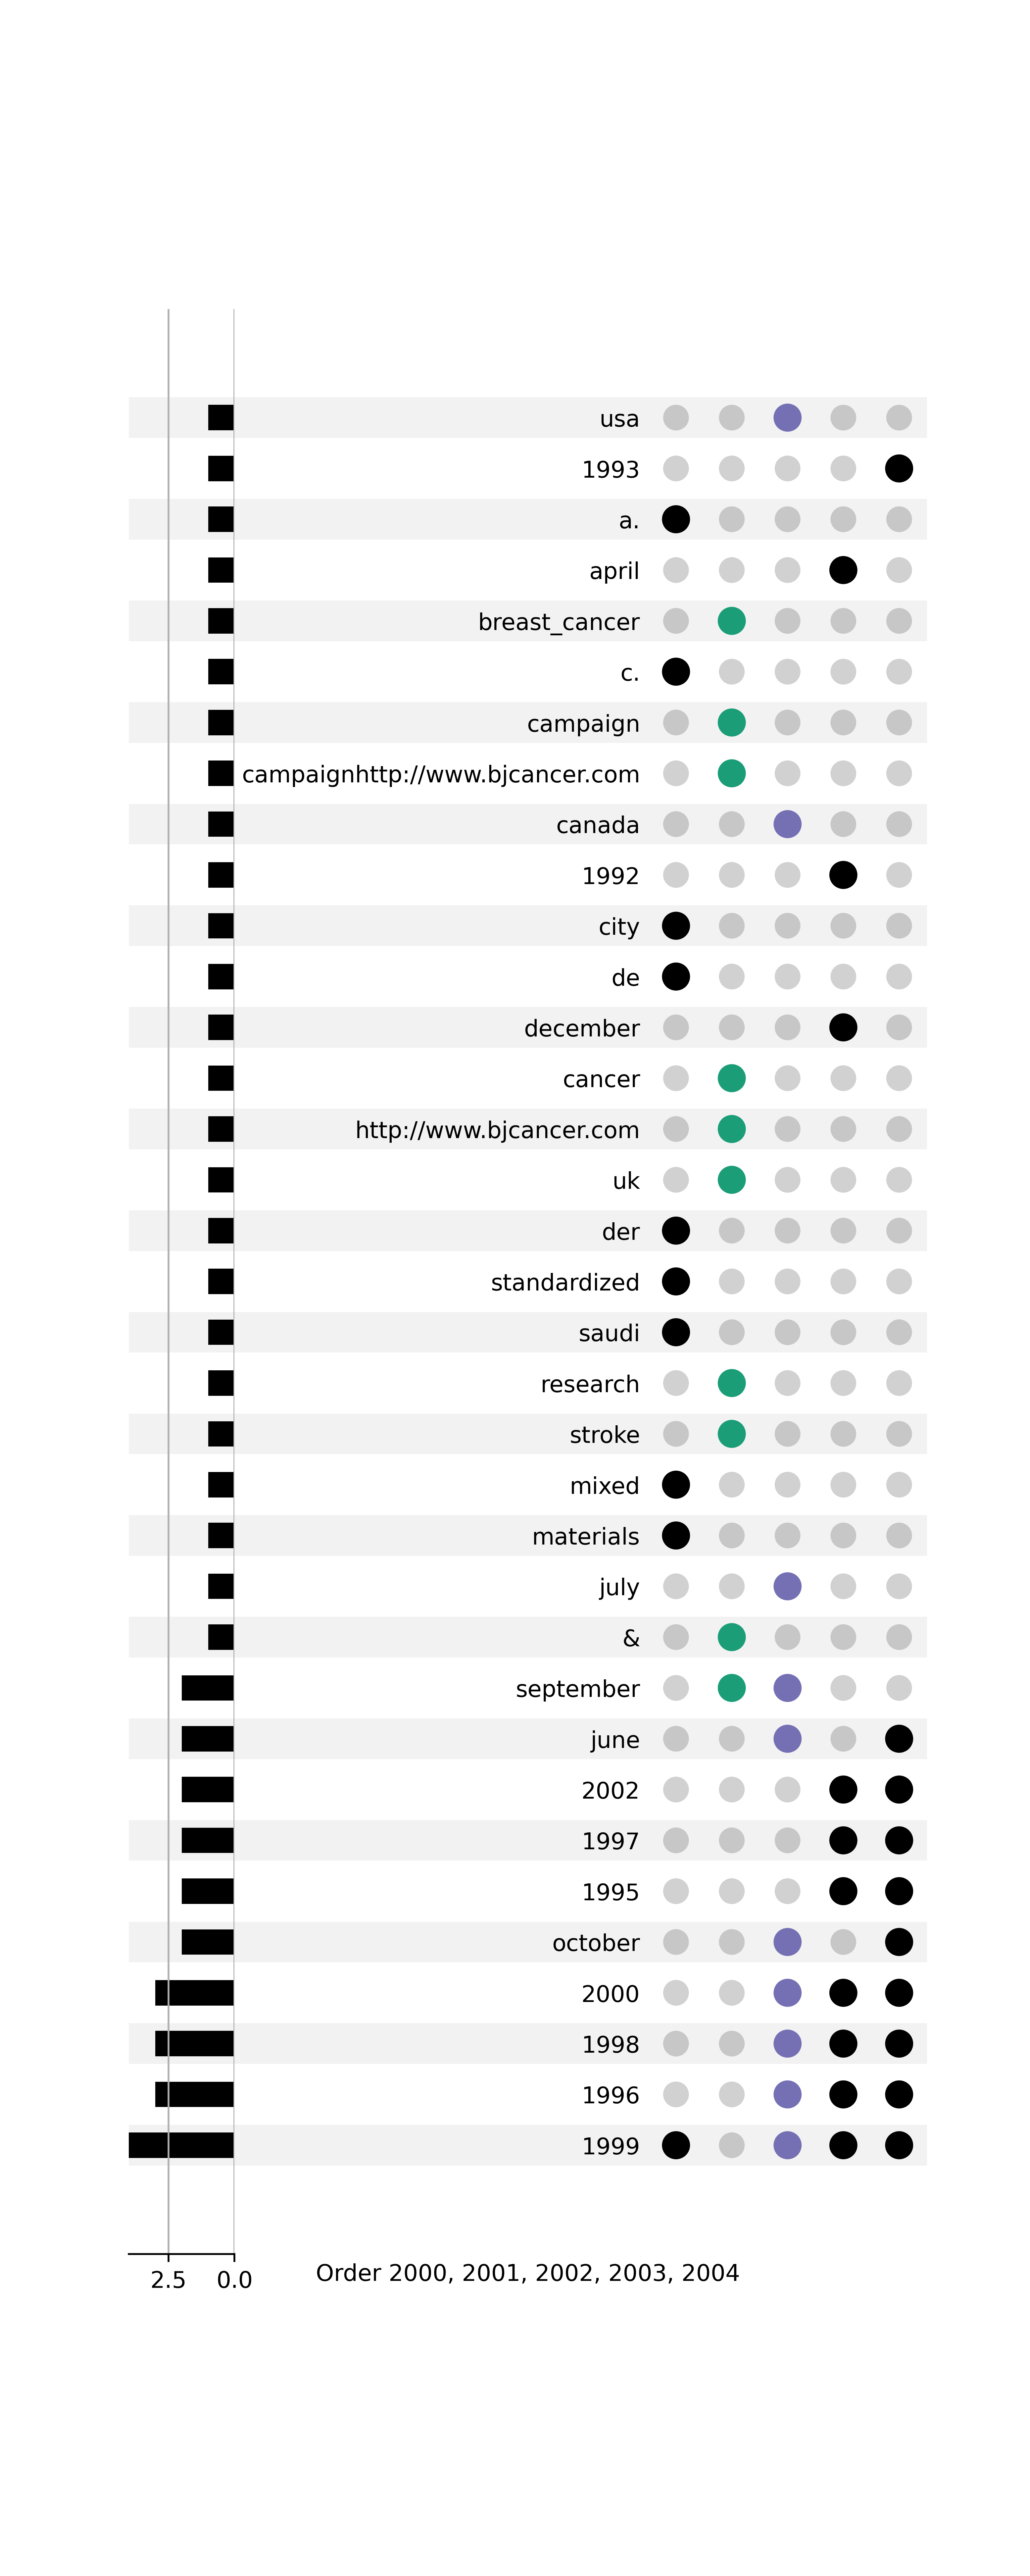 usa
1993
a.
april
breast_cancer
c.
campaign
campaignhttp://www.bjcancer.com
canada
1992
city
de
december
cancer
http://www.bjcancer.com
uk
der
standardized
saudi
research
stroke
mixed
materials
july
&
september
june
2002
1997
1995
october
2000
1998
1996
1999
2.5 0.0 Order 2000, 2001, 2002, 2003, 2004